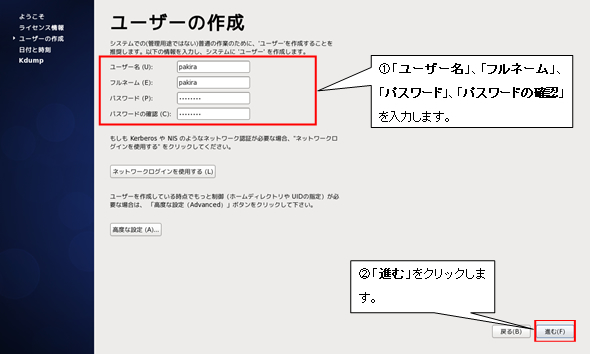 ようこそ
ライセンス情報
ユーザーの作成
日付と時刻
Kdump
ユーザーの作成
システムでの(管理用途ではない)普通の作業のために、'ユーザー'を作成することを
推奨します。以下の情報を入力し、システムに 'ユーザー' を作成します。
ユーザー名 (U):
pakira
フルネーム (E):
pakira
パスワード (P):
••••••••
パスワードの確認 (C):
••••••••
①「ユーザー名」、「フルネーム」、
「パスワード」、「パスワードの確認」
を入力します。
もしも Kerberos や NIS のようなネットワーク認証が必要な場合、"ネットワークロ
グインを使用する" をクリックしてください。
ネットワークログインを使用する (L)
ユーザーを作成している時点でもっと制御 (ホームディレクトリや UIDの指定) が必
要な場合は、 「高度な設定 (Advanced) 」ボタンをクリックして下さい。
高度な設定 (A)...
②「進む」をクリックしま
す。
戻る(B)
進む(F)